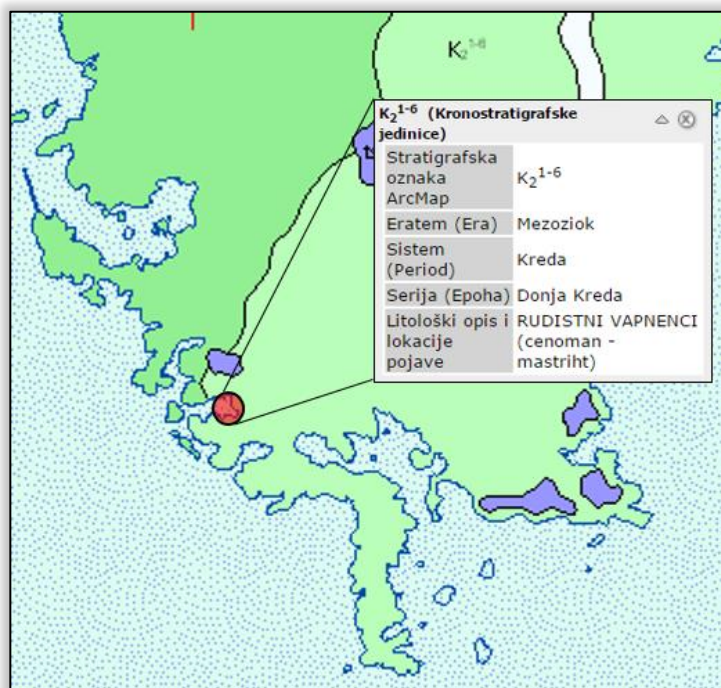 K₂¹⁻⁶
K₂¹⁻⁶ (Kronostratigrafske
jedinice)
Stratigrafska
oznaka
ArcMap K₂¹⁻⁶
Eratem (Era) Mezoziok
Sistem
(Period) Kreda
Serija (Epoha) Donja Kreda
Litološki opis i RUDISTNI VAPNENCI
lokacije (cenoman -
pojave mastriht)